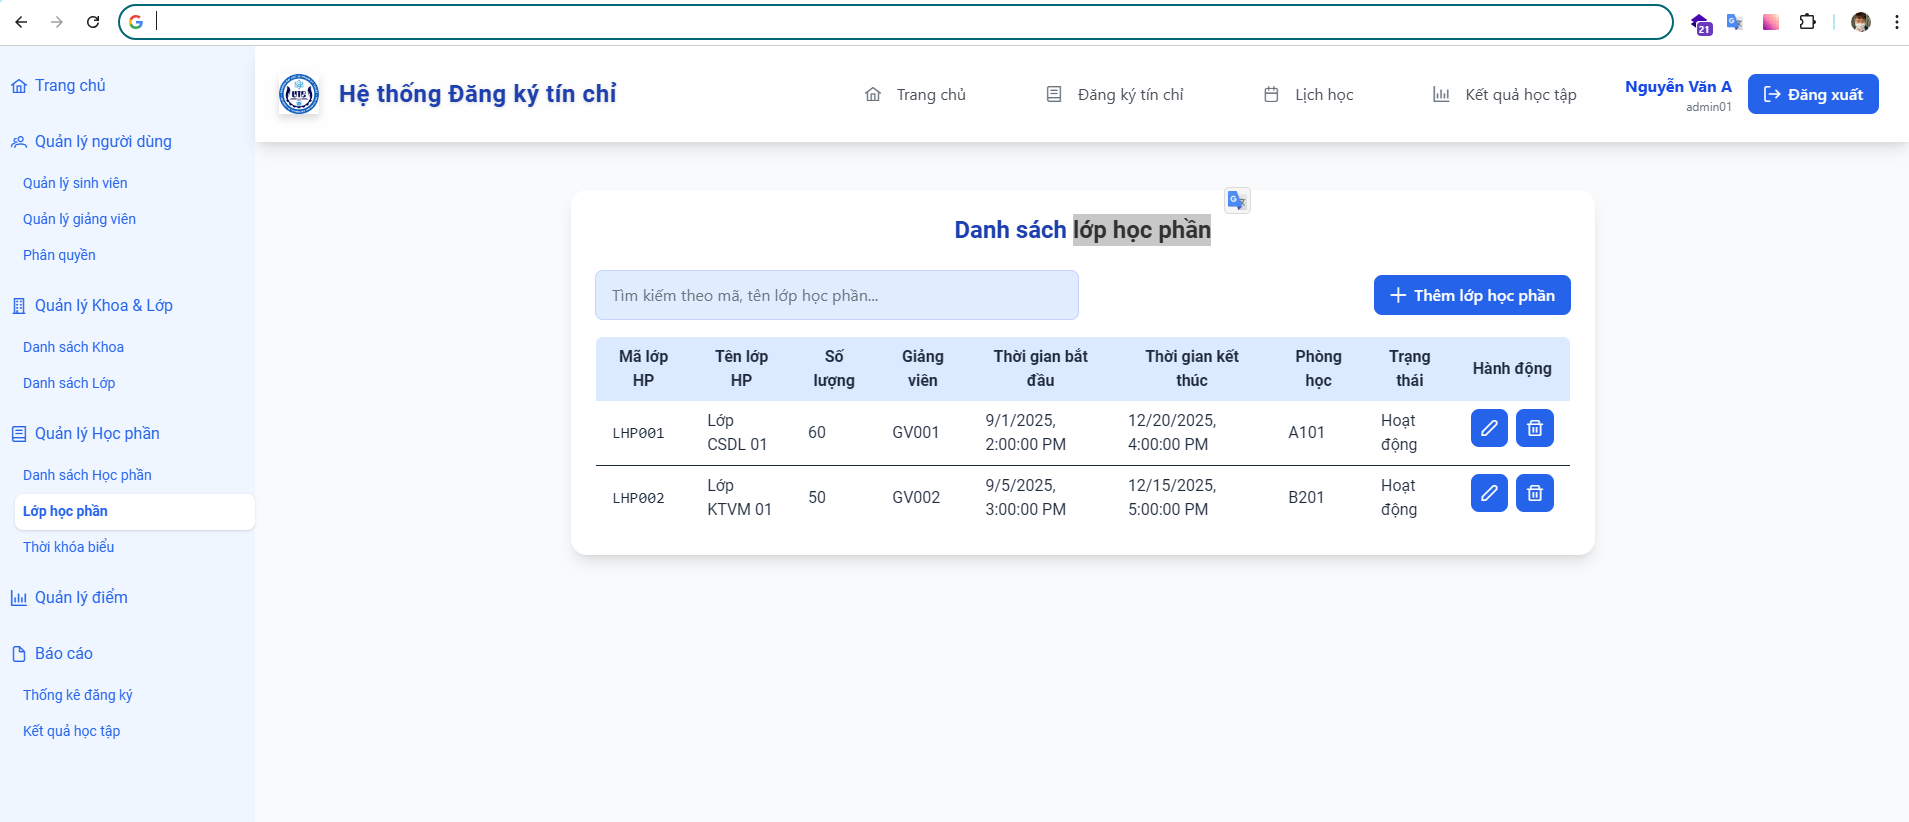 21
Trang chủ
Quản lý người dùng
Quản lý sinh viên
Quản lý giảng viên
Phân quyền
Quản lý Khoa & Lớp
Danh sách Khoa
Danh sách Lớp
Quản lý Học phần
Danh sách Học phần
Lớp học phần
Thời khóa biểu
Quản lý điểm
Báo cáo
Thống kê đăng ký
Kết quả học tập
Hệ thống Đăng ký tín chỉ
Trang chủ
Đăng ký tín chỉ
Lịch học
Kết quả học tập
Nguyễn Văn A
admin01
Đăng xuất
Danh sách lớp học phần
Tìm kiếm theo mã, tên lớp học phần...
Thêm lớp học phần
Mã lớp HP Tên lớp HP Số lượng Giảng viên Thời gian bắt đầu Thời gian kết thúc Phòng học Trạng thái Hành động
LHP001 Lớp CSDL 01 60 GV001 9/1/2025, 2:00:00 PM 12/20/2025, 4:00:00 PM A101 Hoạt động
LHP002 Lớp KTVM 01 50 GV002 9/5/2025, 3:00:00 PM 12/15/2025, 5:00:00 PM B201 Hoạt động